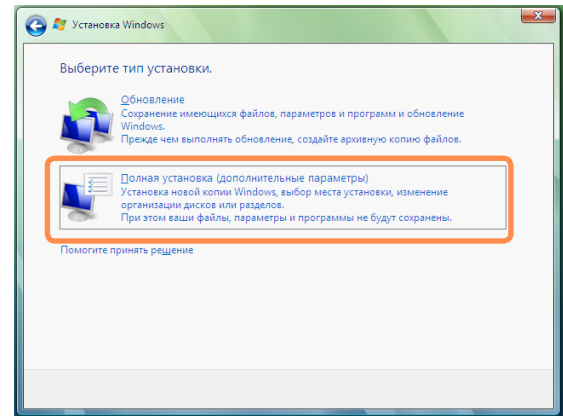 Установка Windows
Выберите тип установки.
Обновление
Сохранение имеющихся файлов, параметров и программ и обновление
Windows.
Прежде чем выполнять обновление, создайте архивную копию файлов.
Полная установка (дополнительные параметры)
Установка новой копии Windows, выбор места установки, изменение
организации дисков или разделов.
При этом ваши файлы, параметры и программы не будут сохранены.
Помогите принять решение